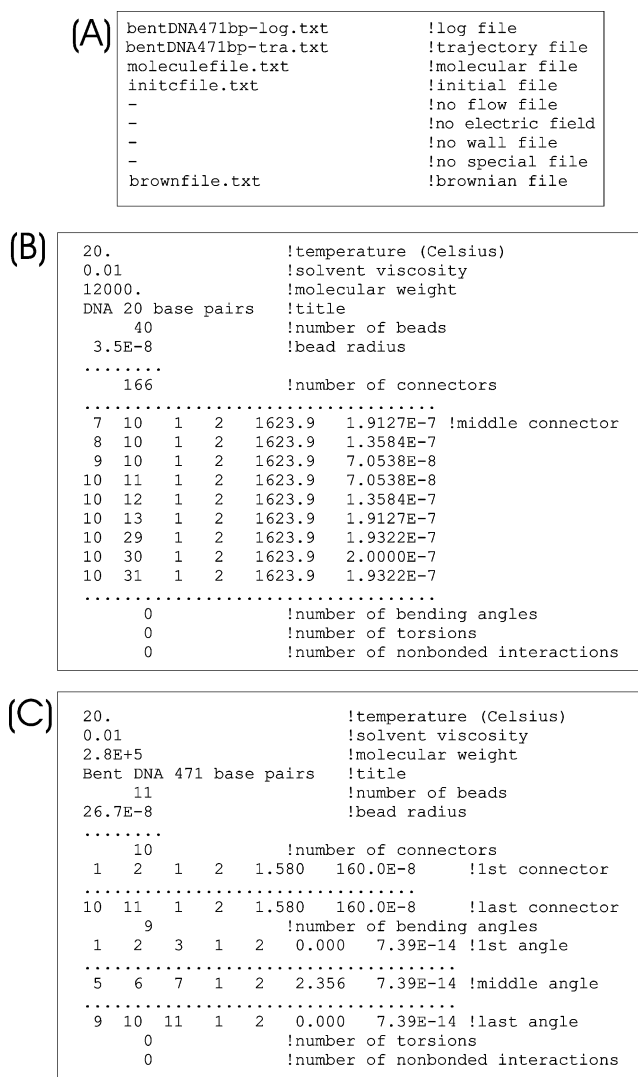 (A)
bentDNA471bp-log.txt !log file
bentDNA471bp-tra.txt !trajectory file
moleculefile.txt !molecular file
initcfile.txt !initial file
- !no flow file
- !no electric field
- !no wall file
- !no special file
brownfile.txt !brownian file
(B)
20. !temperature (Celsius)
0.01 !solvent viscosity
12000. !molecular weight
DNA 20 base pairs !title
40 !number of beads
3.5E-8 !bead radius
........
166 !number of connectors
....................................
7 10 1 2 1623.9 1.9127E-7 !middle connector
8 10 1 2 1623.9 1.3584E-7
9 10 1 2 1623.9 7.0538E-8
10 11 1 2 1623.9 7.0538E-8
10 12 1 2 1623.9 1.3584E-7
10 13 1 2 1623.9 1.9127E-7
10 29 1 2 1623.9 1.9322E-7
10 30 1 2 1623.9 2.0000E-7
10 31 1 2 1623.9 1.9322E-7
....................................
0 !number of bending angles
0 !number of torsions
0 !number of nonbonded interactions
(C)
20. !temperature (Celsius)
0.01 !solvent viscosity
2.8E+5 !molecular weight
Bent DNA 471 base pairs !title
11 !number of beads
26.7E-8 !bead radius
........
10 !number of connectors
1 2 1 2 1.580 160.0E-8 !1st connector
..................................
10 11 1 2 1.580 160.0E-8 !last connector
9 !number of bending angles
1 2 3 1 2 0.000 7.39E-14 !1st angle
......................................
5 6 7 1 2 2.356 7.39E-14 !middle angle
......................................
9 10 11 1 2 0.000 7.39E-14 !last angle
0 !number of torsions
0 !number of nonbonded interactions